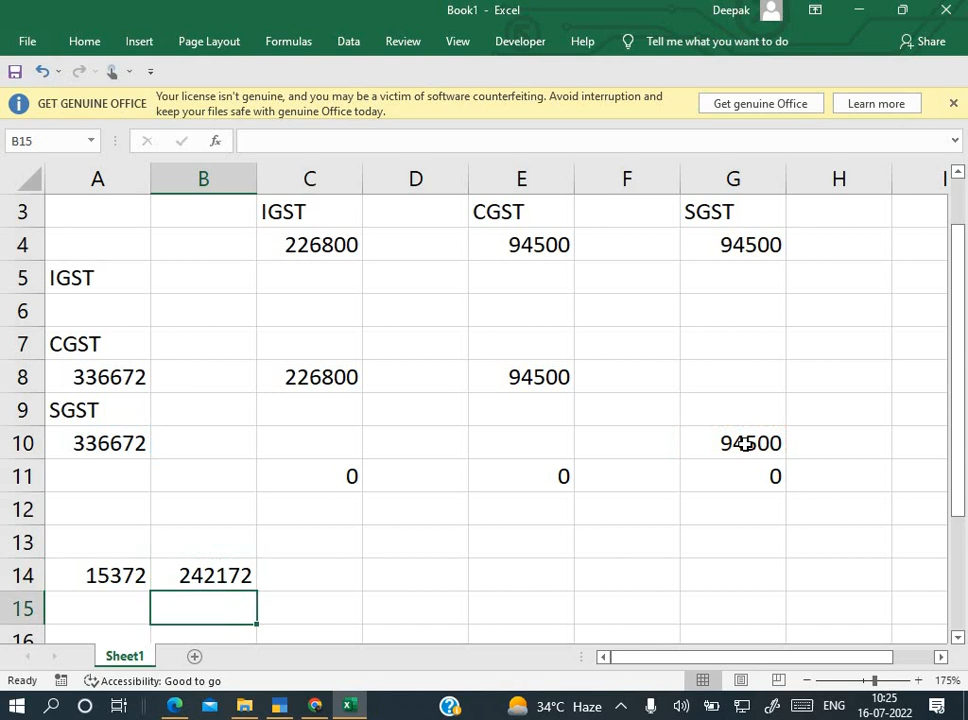 Book1 - Excel Deepak
File Home Insert Page Layout Formulas Data Review View Developer Help Tell me what you want to do Share
GET GENUINE OFFICE Your license isn't genuine, and you may be a victim of software counterfeiting. Avoid interruption and
keep your files safe with genuine Office today.
Get genuine Office Learn more
B15 fx
A B C D E F G H I
3 IGST CGST SGST
4 226800 94500 94500
5 IGST
6
7 CGST
8 336672 226800 94500
9 SGST
10 336672 94500
11 0 0 0
12
13
14 15372 242172
15
16
Sheet1
Ready Accessibility: Good to go 175%
34°C Haze ENG 10:25
16-07-2022